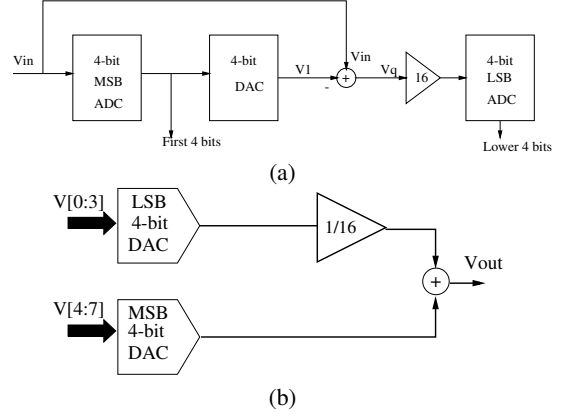 Vin
4-bit
MSB
ADC
4-bit
DAC
V1
-
+
Vin
Vq
16
4-bit
LSB
ADC
First 4 bits
Lower 4 bits
(a)
V[0:3]
LSB
4-bit
DAC
1/16
+
Vout
V[4:7]
MSB
4-bit
DAC
(b)